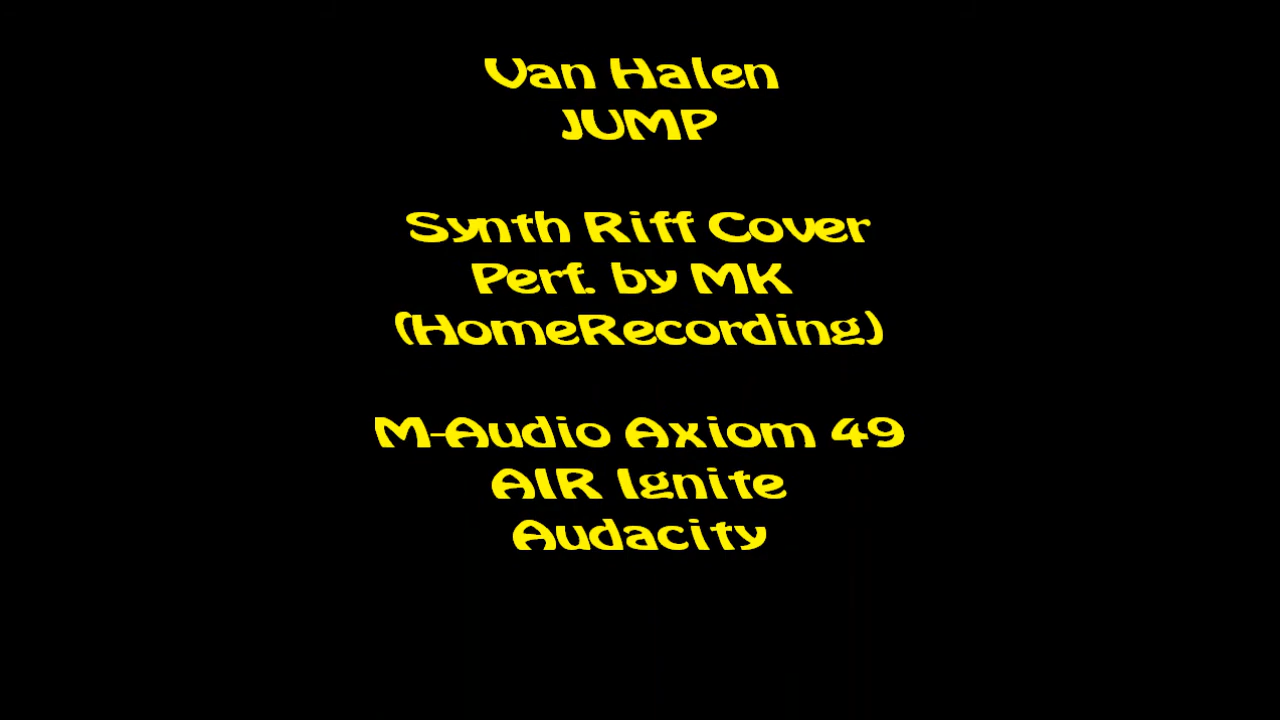 Van Halen
JUMP
Synth Riff Cover
Perf. by MK
(HomeRecording)
M-Audio Axiom 49
AIR Ignite
Audacity